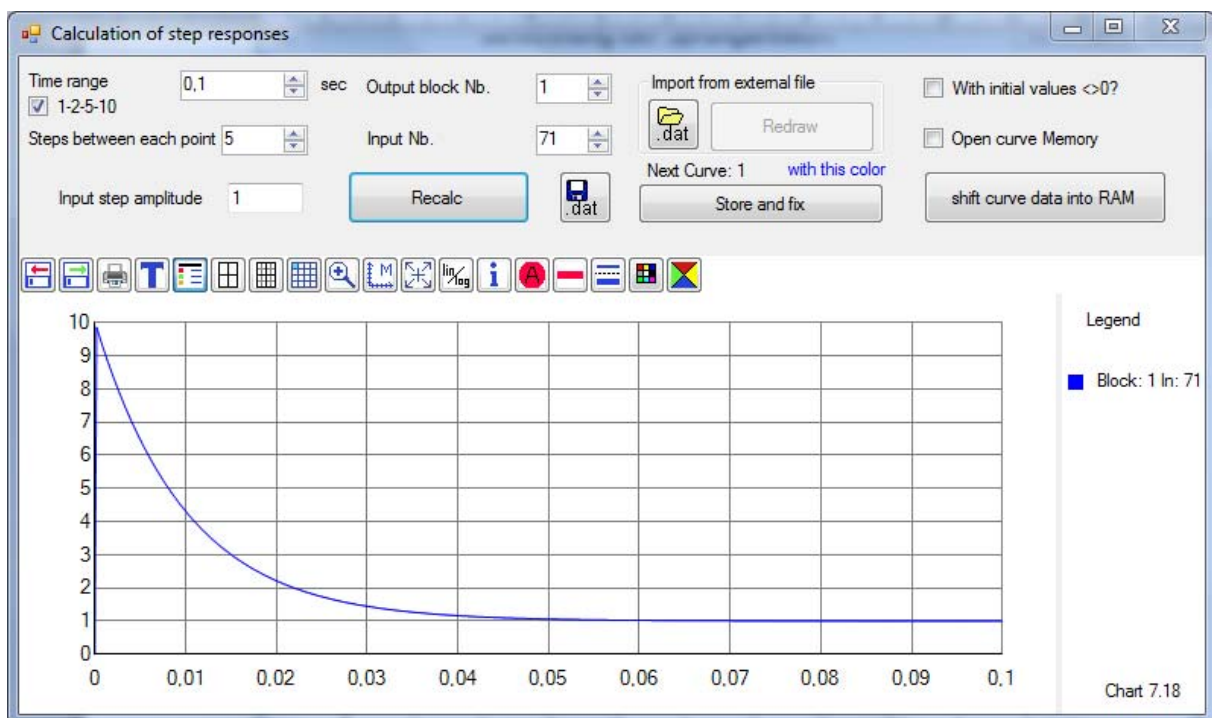 Calculation of step responses
Time range 0,1 sec
1-2-5-10
Steps between each point 5
Input step amplitude 1
Output block Nb. 1
Input Nb. 71
Recalc
.dat
Import from external file
.dat
Redraw
Next Curve: 1 with this color
Store and fix
With initial values <>0?
Open curve Memory
shift curve data into RAM
T
M
lin/log
i
A
10
9
8
7
6
5
4
3
2
1
0
0 0,01 0,02 0,03 0,04 0,05 0,06 0,07 0,08 0,09 0,1
Legend
Block: 1 In: 71
Chart 7.18